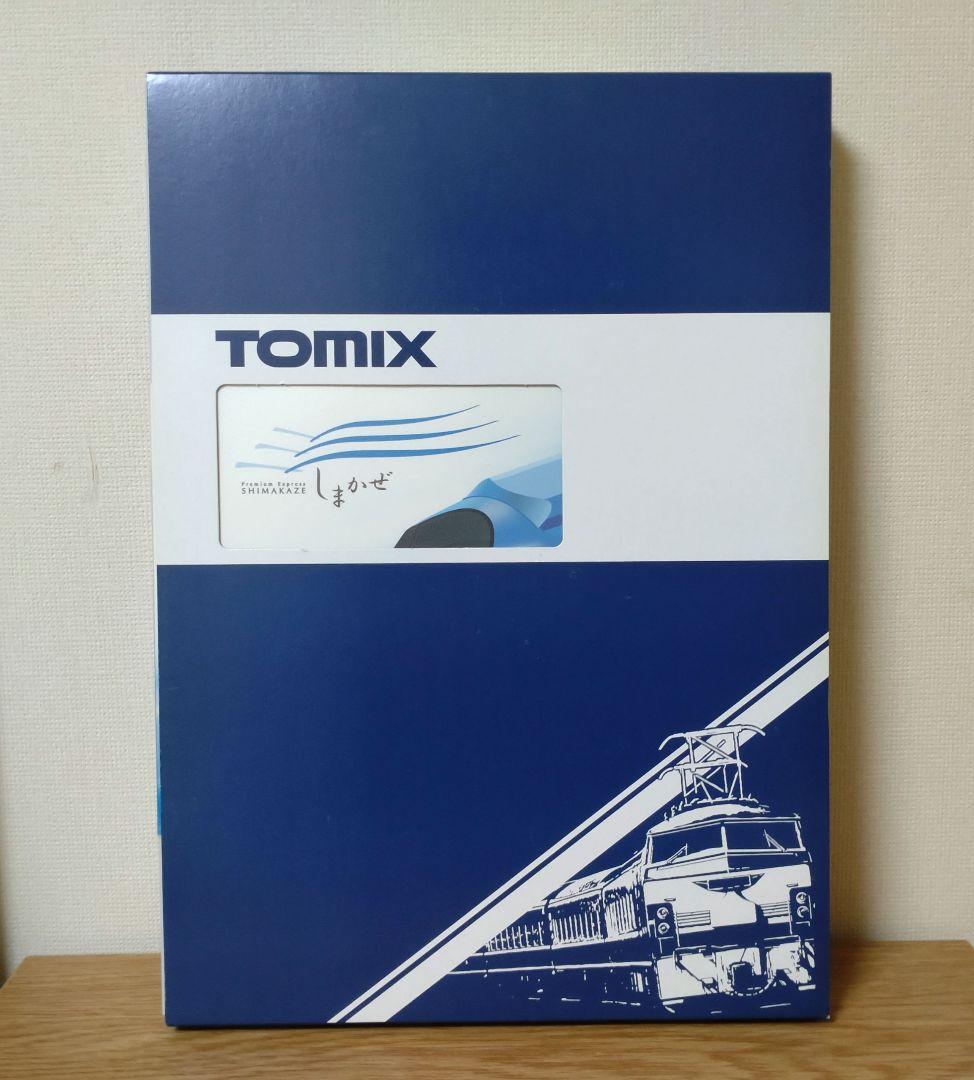 TOMIX
Premium Express
SHIMAKAZE
しまかぜ